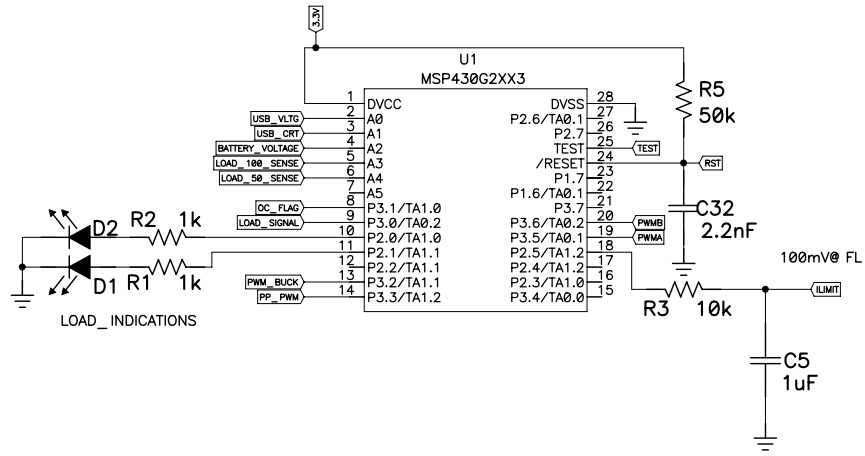 3.3V
U1
MSP430G2XX3
1 DVCC DVSS 28
USB_VLTG 2 A0 P2.6/TA0.1 27
USB_CRT 3 A1 P2.7 26
BATTERY_VOLTAGE 4 A2 TEST 25 TEST
LOAD_100_SENSE 5 A3 /RESET 24 RST
LOAD_50_SENSE 6 A4 P1.7 23
7 A5 P1.6/TA0.1 22
OC_FLAG 8 P3.1/TA1.0 P3.7 21
LOAD_SIGNAL 9 P3.0/TA0.2 P3.6/TA0.2 20 PWMB
10 P2.0/TA1.0 P3.5/TA0.1 19 PWMA
11 P2.1/TA1.1 P2.5/TA1.2 18
12 P2.2/TA1.1 P2.4/TA1.2 17
PWM_BUCK 13 P3.2/TA1.1 P2.3/TA1.0 16
PP_PWM 14 P3.3/TA1.2 P3.4/TA0.0 15
R5
50k
C32
2.2nF
D2 R2 1k
D1 R1 1k
LOAD_INDICATIONS
100mV@ FL
R3 10k ILIMIT
C5
1uF